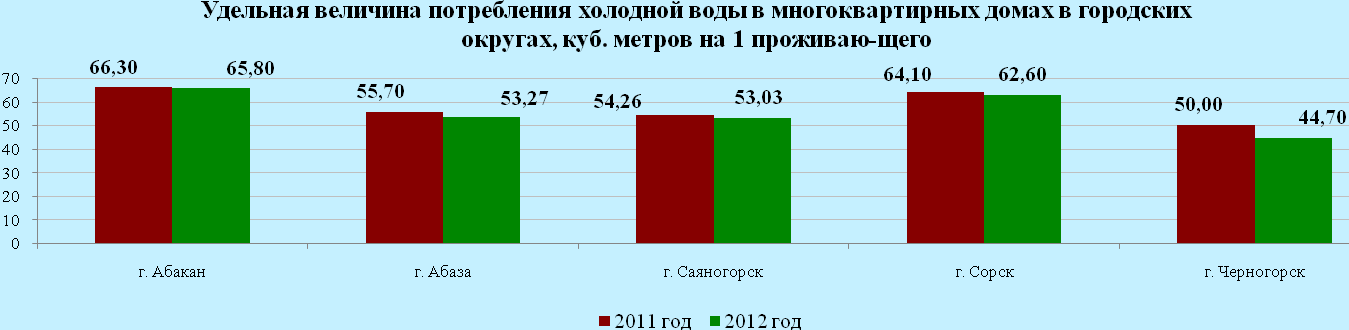 Удельная величина потребления холодной воды в многоквартирных домах в городских
округах, куб. метров на 1 проживаю-щего
66,30 65,80 55,70 53,27 54,26 53,03 64,10 62,60 50,00 44,70
70
60
50
40
30
20
10
0
г. Абакан г. Абаза г. Саяногорск г. Сорск г. Черногорск
2011 год 2012 год